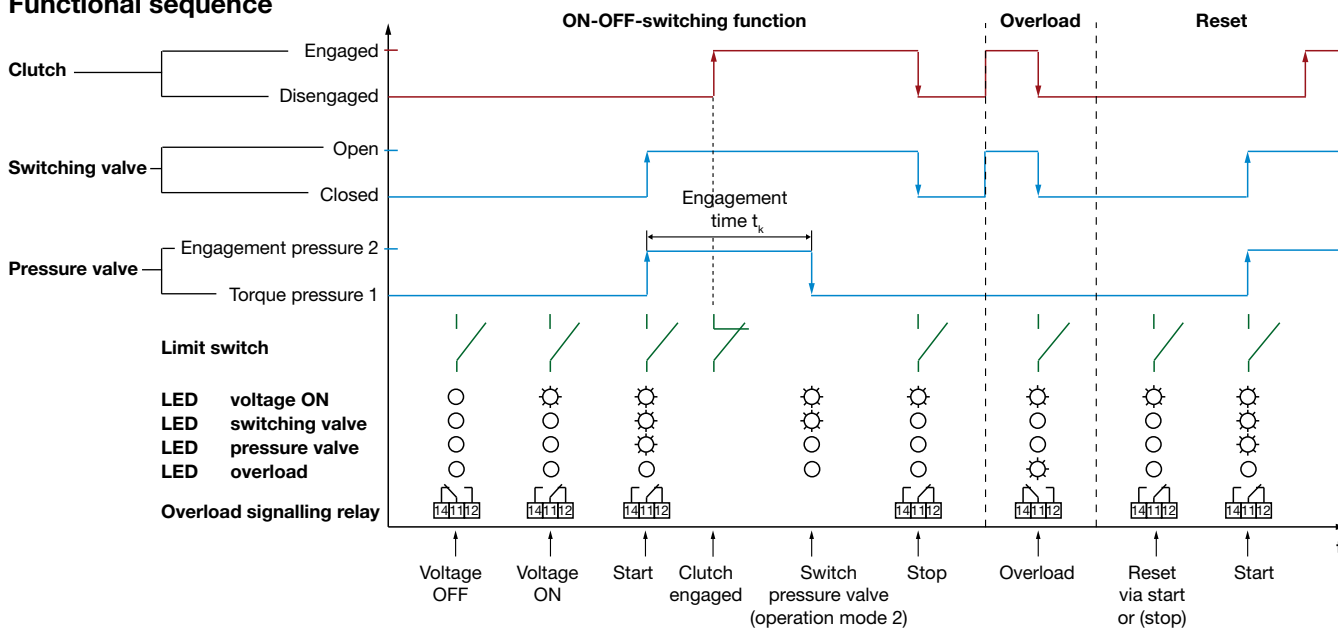 Functional sequence
ON-OFF-switching function
Overload
Reset
Clutch
Engaged
Disengaged
Switching valve
Open
Closed
Engagement
time tk
Pressure valve
Engagement pressure 2
Torque pressure 1
Limit switch
LED voltage ON
LED switching valve
LED pressure valve
LED overload
Overload signalling relay
14 11 12
14 11 12
14 11 12
14 11 12
14 11 12
14 11 12
14 11 12
Voltage
OFF
Voltage
ON
Start
Clutch
engaged
Switch
pressure valve
(operation mode 2)
Stop
Overload
Reset
via start
or (stop)
Start